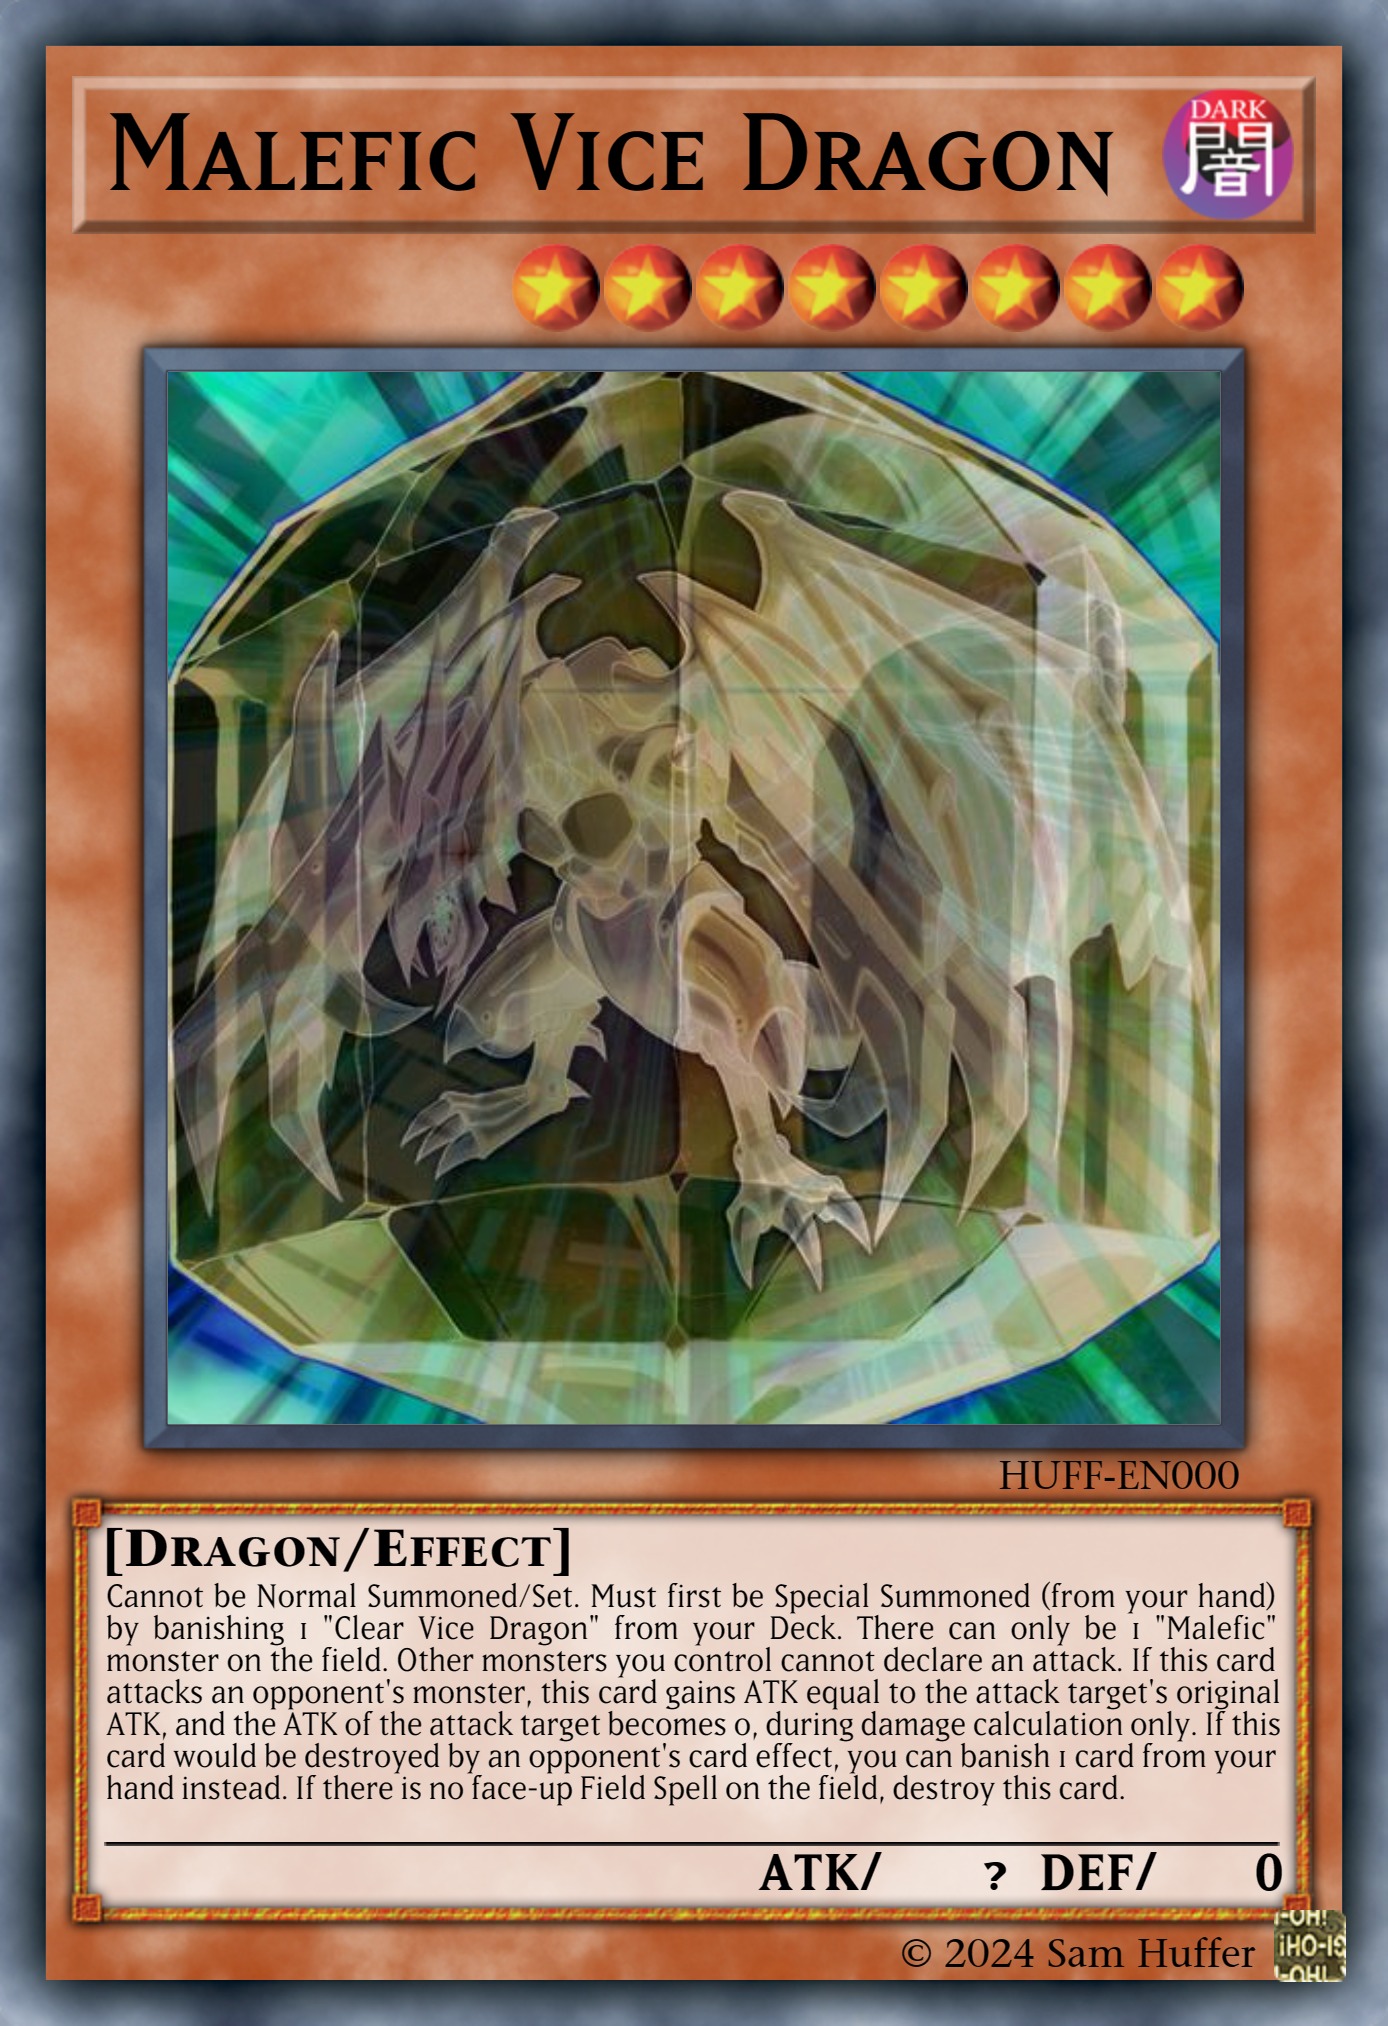 Malefic Vice Dragon
DARK
闇
HUFF-EN000
[Dragon/Effect]
Cannot be Normal Summoned/Set. Must first be Special Summoned (from your hand)
by banishing 1 "Clear Vice Dragon" from your Deck. There can only be 1 "Malefic"
monster on the field. Other monsters you control cannot declare an attack. If this card
attacks an opponent's monster, this card gains ATK equal to the attack target's original
ATK, and the ATK of the attack target becomes 0, during damage calculation only. If this
card would be destroyed by an opponent's card effect, you can banish 1 card from your
hand instead. If there is no face-up Field Spell on the field, destroy this card.
ATK/ ? DEF/ 0
© 2024 Sam Huffer